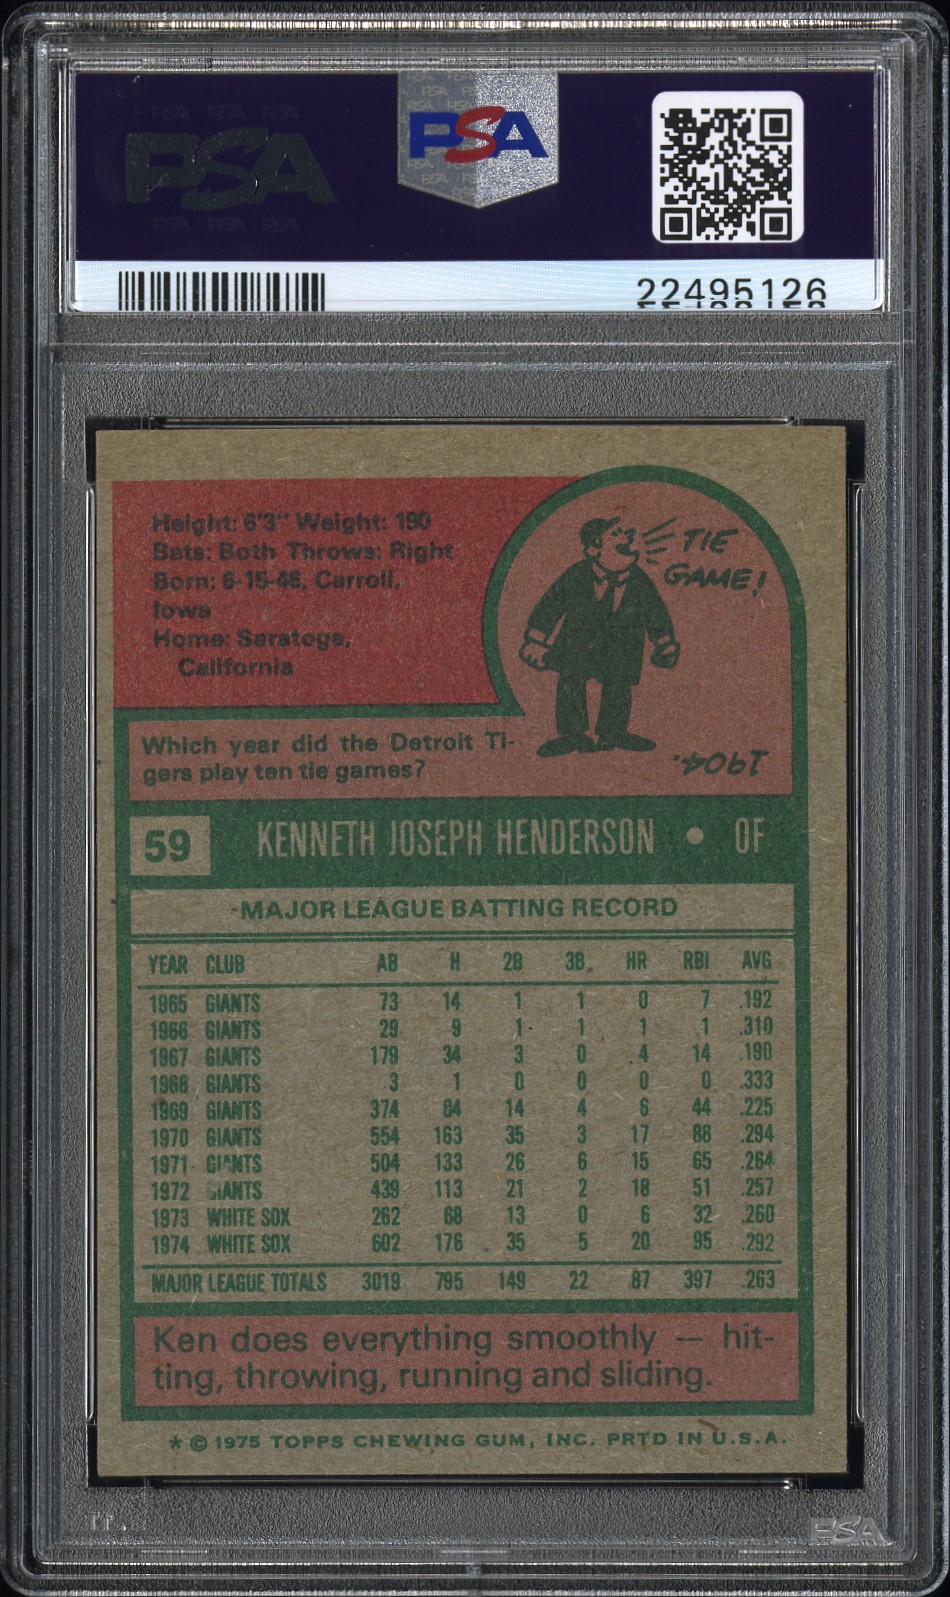 PSA
PSA
22495126
Height: 6'3" Weight: 190
Bats: Both Throws: Right
Born: 6-15-46, Carroll,
Iowa
Home: Saratoga,
California
TIE
GAME!
Which year did the Detroit Ti-
gers play ten tie games?
1904.
59 KENNETH JOSEPH HENDERSON • OF
MAJOR LEAGUE BATTING RECORD
YEAR CLUB AB H 2B 3B HR RBI AVG
1965 GIANTS 73 14 1 1 0 7 .192
1966 GIANTS 29 9 1 1 1 1 .310
1967 GIANTS 179 34 3 0 4 14 .190
1968 GIANTS 3 1 0 0 0 0 .333
1969 GIANTS 374 84 14 4 6 44 .225
1970 GIANTS 554 163 35 3 17 88 .294
1971 GIANTS 504 133 26 6 15 65 .264
1972 GIANTS 439 113 21 2 18 51 .257
1973 WHITE SOX 262 68 13 0 6 32 .260
1974 WHITE SOX 602 176 35 5 20 95 .292
MAJOR LEAGUE TOTALS 3019 795 149 22 87 397 .263
Ken does everything smoothly — hit-
ting, throwing, running and sliding.
* © 1975 TOPPS CHEWING GUM, INC. PRTD IN U.S.A.
PSA